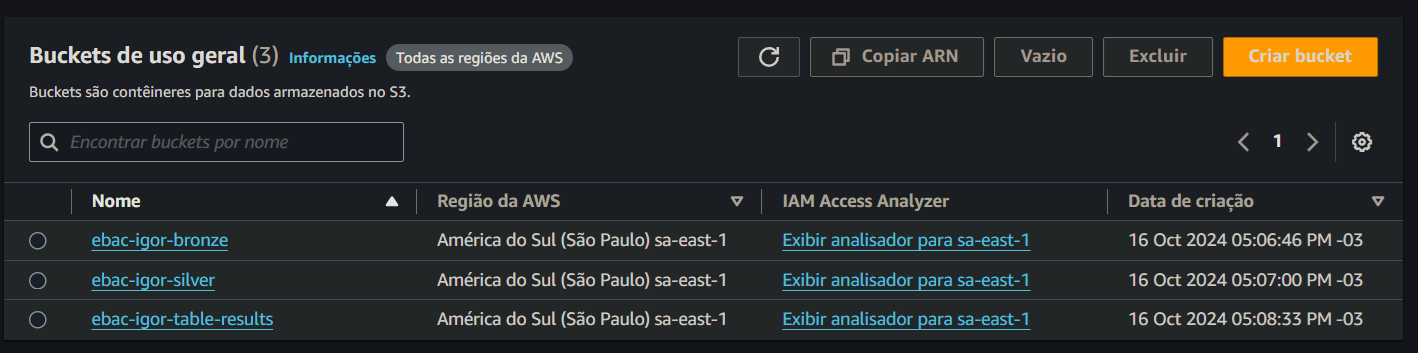 Buckets de uso geral (3) Informações Todas as regiões da AWS Copiar ARN Vazio Excluir Criar bucket
Buckets são contêineres para dados armazenados no S3.
Encontrar buckets por nome 1
Nome Região da AWS IAM Access Analyzer Data de criação
ebac-igor-bronze América do Sul (São Paulo) sa-east-1 Exibir analisador para sa-east-1 16 Oct 2024 05:06:46 PM -03
ebac-igor-silver América do Sul (São Paulo) sa-east-1 Exibir analisador para sa-east-1 16 Oct 2024 05:07:00 PM -03
ebac-igor-table-results América do Sul (São Paulo) sa-east-1 Exibir analisador para sa-east-1 16 Oct 2024 05:08:33 PM -03